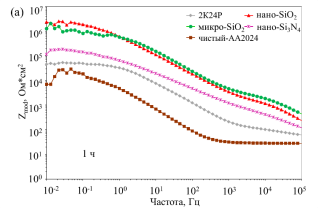 (а)
2К24Р
нано-SiO₂
микро-SiO₂
нано-Si₃N₄
чистый-АА2024
Z_mod, Ом*см²
10⁷
10⁶
10⁵
10⁴
10³
10²
10¹
10⁰
1 ч
10⁻² 10⁻¹ 10⁰ 10¹ 10² 10³ 10⁴ 10⁵
Частота, Гц